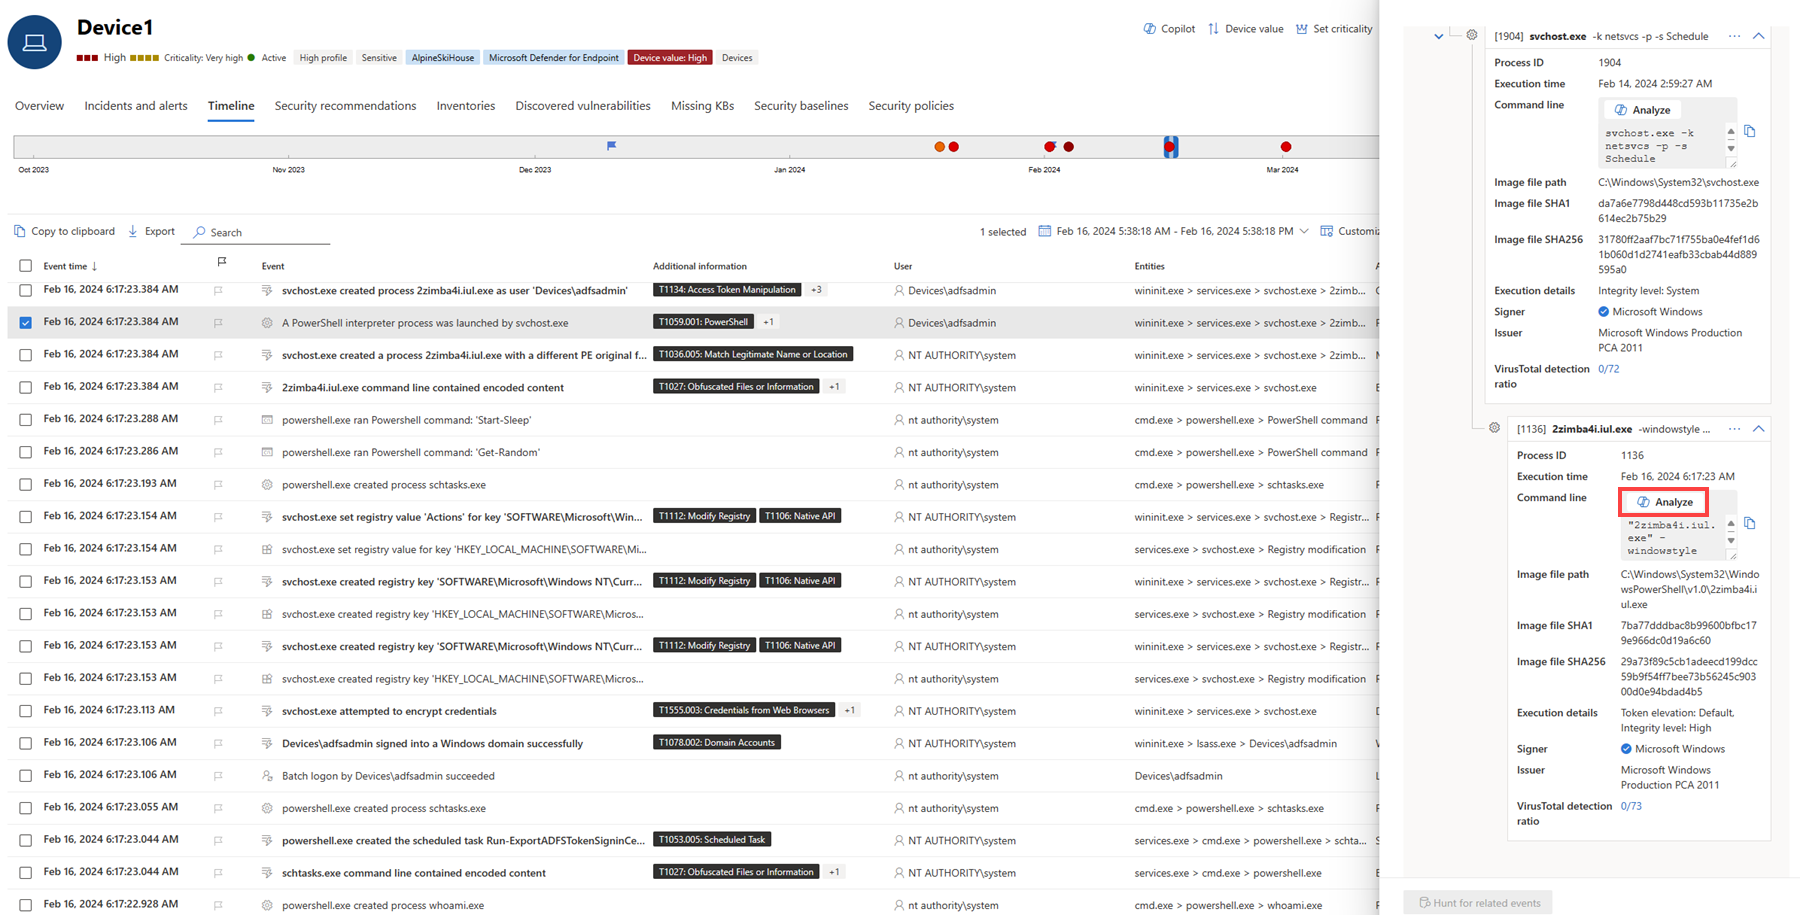 Device1
High Criticality: Very high Active High profile Sensitive AlpineSkiHouse Microsoft Defender for Endpoint Device value: High Devices
Copilot Device value Set criticality
Overview Incidents and alerts Timeline Security recommendations Inventories Discovered vulnerabilities Missing KBs Security baselines Security policies
Oct 2023 Nov 2023 Dec 2023 Jan 2024 Feb 2024 Mar 2024
Copy to clipboard Export Search 1 selected Feb 16, 2024 5:38:18 AM - Feb 16, 2024 5:38:18 PM Customiz
Event time ↓ Event Additional information User Entities
Feb 16, 2024 6:17:23.384 AM svchost.exe created process 2zimba4i.iul.exe as user 'Devices\adfsadmin' T1134: Access Token Manipulation +3 Devices\adfsadmin wininit.exe > services.exe > svchost.exe > 2zimb...
Feb 16, 2024 6:17:23.384 AM A PowerShell interpreter process was launched by svchost.exe T1059.001: PowerShell +1 Devices\adfsadmin wininit.exe > services.exe > svchost.exe > 2zimb...
Feb 16, 2024 6:17:23.384 AM svchost.exe created a process 2zimba4i.iul.exe with a different PE original f... T1036.005: Match Legitimate Name or Location NT AUTHORITY\system wininit.exe > services.exe > svchost.exe > 2zimb...
Feb 16, 2024 6:17:23.384 AM 2zimba4i.iul.exe command line contained encoded content T1027: Obfuscated Files or Information +1 NT AUTHORITY\system wininit.exe > services.exe > svchost.exe
Feb 16, 2024 6:17:23.288 AM powershell.exe ran Powershell command: 'Start-Sleep' nt authority\system cmd.exe > powershell.exe > PowerShell command
Feb 16, 2024 6:17:23.286 AM powershell.exe ran Powershell command: 'Get-Random' nt authority\system cmd.exe > powershell.exe > PowerShell command
Feb 16, 2024 6:17:23.193 AM powershell.exe created process schtasks.exe nt authority\system cmd.exe > powershell.exe > schtasks.exe
Feb 16, 2024 6:17:23.154 AM svchost.exe set registry value 'Actions' for key 'SOFTWARE\Microsoft\Win... T1112: Modify Registry T1106: Native API NT AUTHORITY\system wininit.exe > services.exe > svchost.exe > Registr...
Feb 16, 2024 6:17:23.154 AM svchost.exe set registry value for key 'HKEY_LOCAL_MACHINE\SOFTWARE\Mi... NT AUTHORITY\system services.exe > svchost.exe > Registry modification
Feb 16, 2024 6:17:23.153 AM svchost.exe created registry key 'SOFTWARE\Microsoft\Windows NT\Curr... T1112: Modify Registry T1106: Native API NT AUTHORITY\system wininit.exe > services.exe > svchost.exe > Registr...
Feb 16, 2024 6:17:23.153 AM svchost.exe created registry key 'HKEY_LOCAL_MACHINE\SOFTWARE\Micros... NT AUTHORITY\system services.exe > svchost.exe > Registry modification
Feb 16, 2024 6:17:23.153 AM svchost.exe created registry key 'SOFTWARE\Microsoft\Windows NT\Curr... T1112: Modify Registry T1106: Native API NT AUTHORITY\system wininit.exe > services.exe > svchost.exe > Registr...
Feb 16, 2024 6:17:23.153 AM svchost.exe created registry key 'HKEY_LOCAL_MACHINE\SOFTWARE\Micros... NT AUTHORITY\system services.exe > svchost.exe > Registry modification
Feb 16, 2024 6:17:23.113 AM svchost.exe attempted to encrypt credentials T1555.003: Credentials from Web Browsers +1 NT AUTHORITY\system wininit.exe > services.exe > svchost.exe
Feb 16, 2024 6:17:23.106 AM Devices\adfsadmin signed into a Windows domain successfully T1078.002: Domain Accounts NT AUTHORITY\system wininit.exe > lsass.exe > Devices\adfsadmin
Feb 16, 2024 6:17:23.106 AM Batch logon by Devices\adfsadmin succeeded nt authority\system Devices\adfsadmin
Feb 16, 2024 6:17:23.055 AM powershell.exe created process schtasks.exe nt authority\system cmd.exe > powershell.exe > schtasks.exe
Feb 16, 2024 6:17:23.044 AM powershell.exe created the scheduled task Run-ExportADFSTokenSigninCe... T1053.005: Scheduled Task NT AUTHORITY\system services.exe > cmd.exe > powershell.exe > schta...
Feb 16, 2024 6:17:23.044 AM schtasks.exe command line contained encoded content T1027: Obfuscated Files or Information +1 NT AUTHORITY\system services.exe > cmd.exe > powershell.exe
Feb 16, 2024 6:17:22.928 AM powershell.exe created process whoami.exe nt authority\system cmd.exe > powershell.exe > whoami.exe
[1904] svchost.exe -k netsvcs -p -s Schedule ...
Process ID 1904
Execution time Feb 14, 2024 2:59:27 AM
Command line Analyze
svchost.exe -k
netsvcs -p -s
Schedule
Image file path C:\Windows\System32\svchost.exe
Image file SHA1 da7a6e7798d448cd593b11735e2b
614ec2b75b29
Image file SHA256 31780ff2aaf7bc71f755ba0e4fef1d6
1b060d1d2741eafb33cbab44d889
595a0
Execution details Integrity level: System
Signer Microsoft Windows
Issuer Microsoft Windows Production
PCA 2011
VirusTotal detection 0/72
ratio
[1136] 2zimba4i.iul.exe -windowstyle ... ...
Process ID 1136
Execution time Feb 16, 2024 6:17:23 AM
Command line Analyze
"2zimba4i.iul.
exe" -
windowstyle
Image file path C:\Windows\System32\Windo
wsPowerShell\v1.0\2zimba4i.i
ul.exe
Image file SHA1 7ba77dddbac8b99600bfbc17
9e966dc0d19a6c60
Image file SHA256 29a73f89c5cb1adeecd199dcc
59b9f54ff7bee73b56245c903
00d0e94bdad4b5
Execution details Token elevation: Default,
Integrity level: High
Signer Microsoft Windows
Issuer Microsoft Windows
Production PCA 2011
VirusTotal detection 0/73
ratio
Hunt for related events